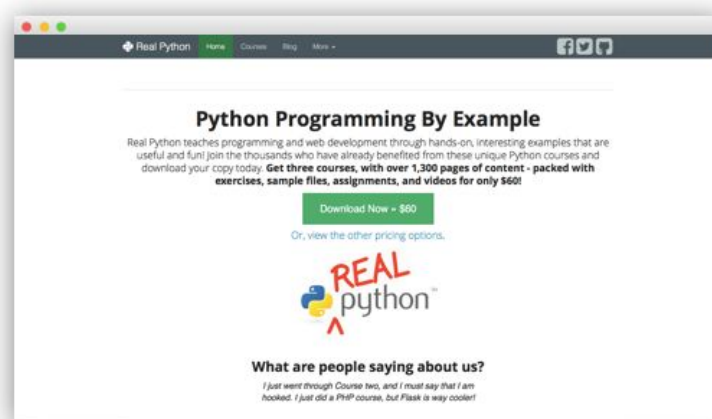 Real Python Home Courses Blog More
Python Programming By Example
Real Python teaches programming and web development through hands-on, interesting examples that are
useful and fun! Join the thousands who have already benefited from these unique Python courses and
download your copy today. Get three courses, with over 1,300 pages of content - packed with
exercises, sample files, assignments, and videos for only $60!
Download Now - $60
Or, view the other pricing options.
REAL
python
What are people saying about us?
I just went through Course two, and I must say that I am
hooked. I just did a PHP course, but Flask is way cooler!